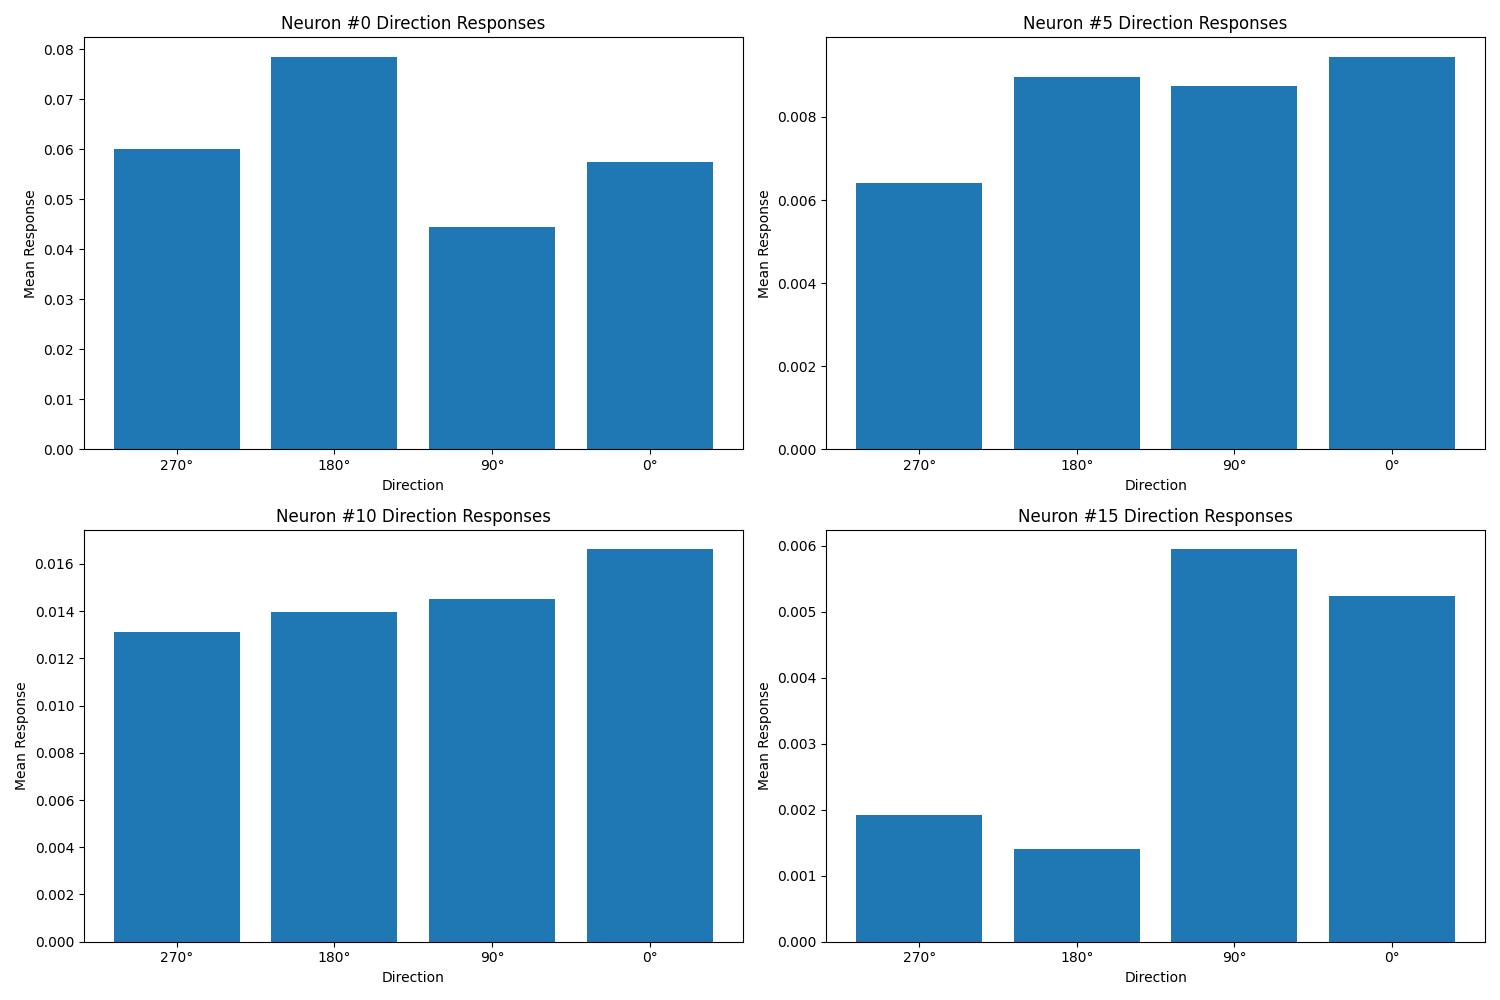 Neuron #0 Direction Responses
Mean Response
0.08
0.07
0.06
0.05
0.04
0.03
0.02
0.01
0.00
270° 180° 90° 0°
Direction
Neuron #5 Direction Responses
Mean Response
0.008
0.006
0.004
0.002
0.000
270° 180° 90° 0°
Direction
Neuron #10 Direction Responses
Mean Response
0.016
0.014
0.012
0.010
0.008
0.006
0.004
0.002
0.000
270° 180° 90° 0°
Direction
Neuron #15 Direction Responses
Mean Response
0.006
0.005
0.004
0.003
0.002
0.001
0.000
270° 180° 90° 0°
Direction